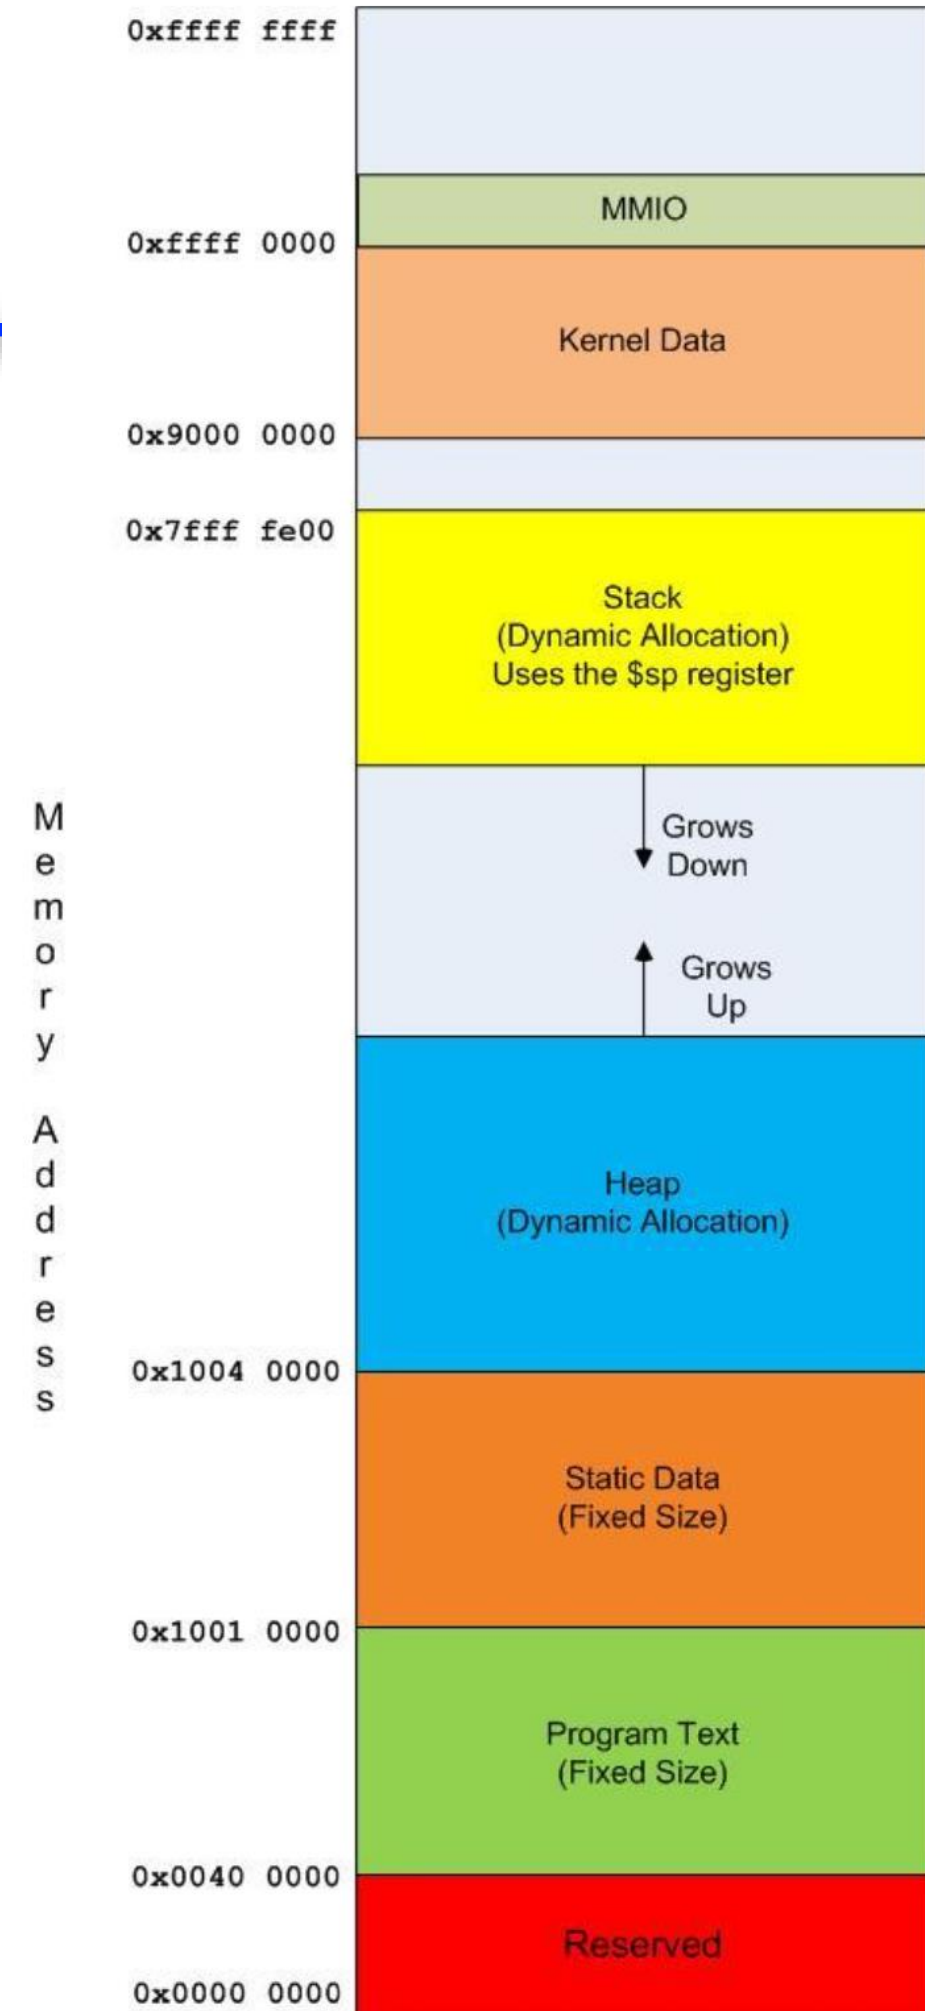 0xffff ffff
MMIO
0xffff 0000
Kernel Data
0x9000 0000
0x7fff fe00
Stack
(Dynamic Allocation)
Uses the $sp register
Grows
Down
Grows
Up
Memory Address
Heap
(Dynamic Allocation)
0x1004 0000
Static Data
(Fixed Size)
0x1001 0000
Program Text
(Fixed Size)
0x0040 0000
Reserved
0x0000 0000